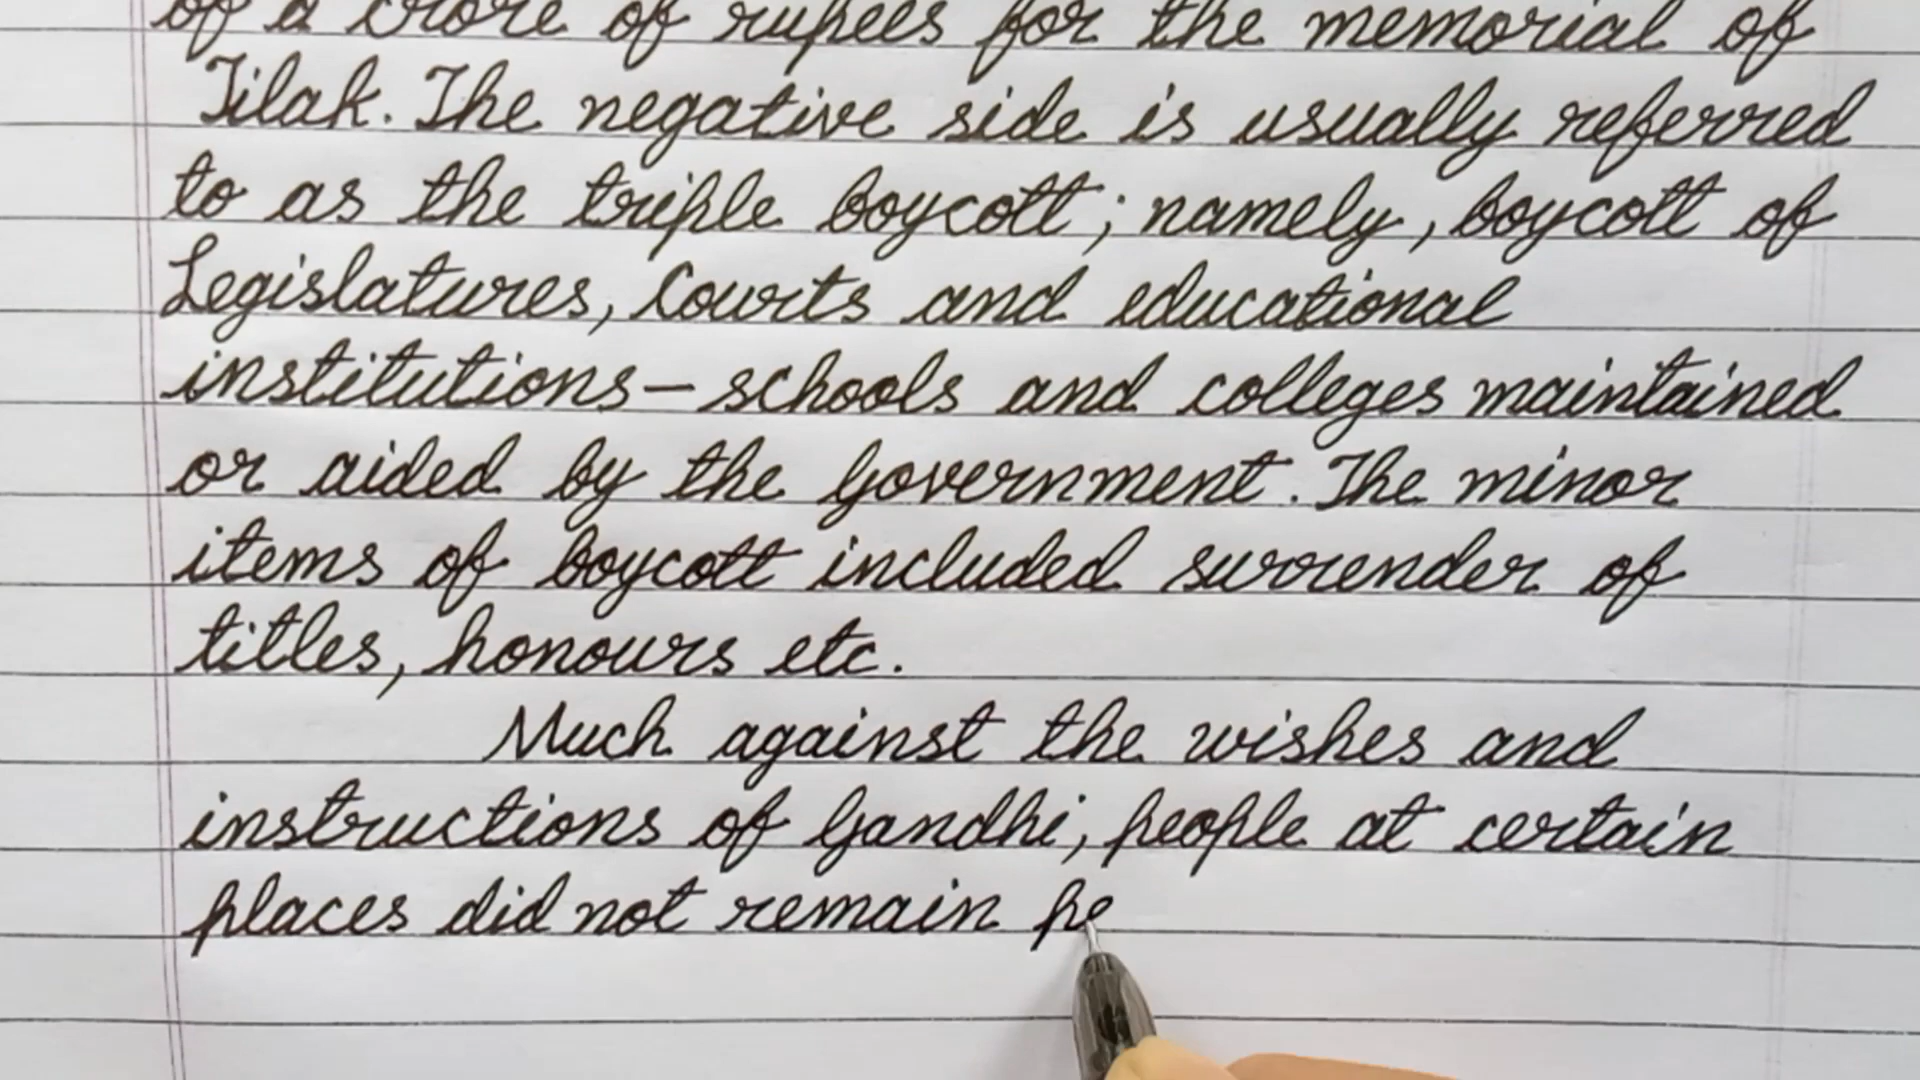 of a crore of rupees for the memorial of
Tilak. The negative side is usually referred
to as the triple boycott; namely, boycott of
Legislatures, Courts and educational
institutions — schools and colleges maintained
or aided by the Government. The minor
items of boycott included surrender of
titles, honours etc.
Much against the wishes and
instructions of Gandhi, people at certain
places did not remain pe